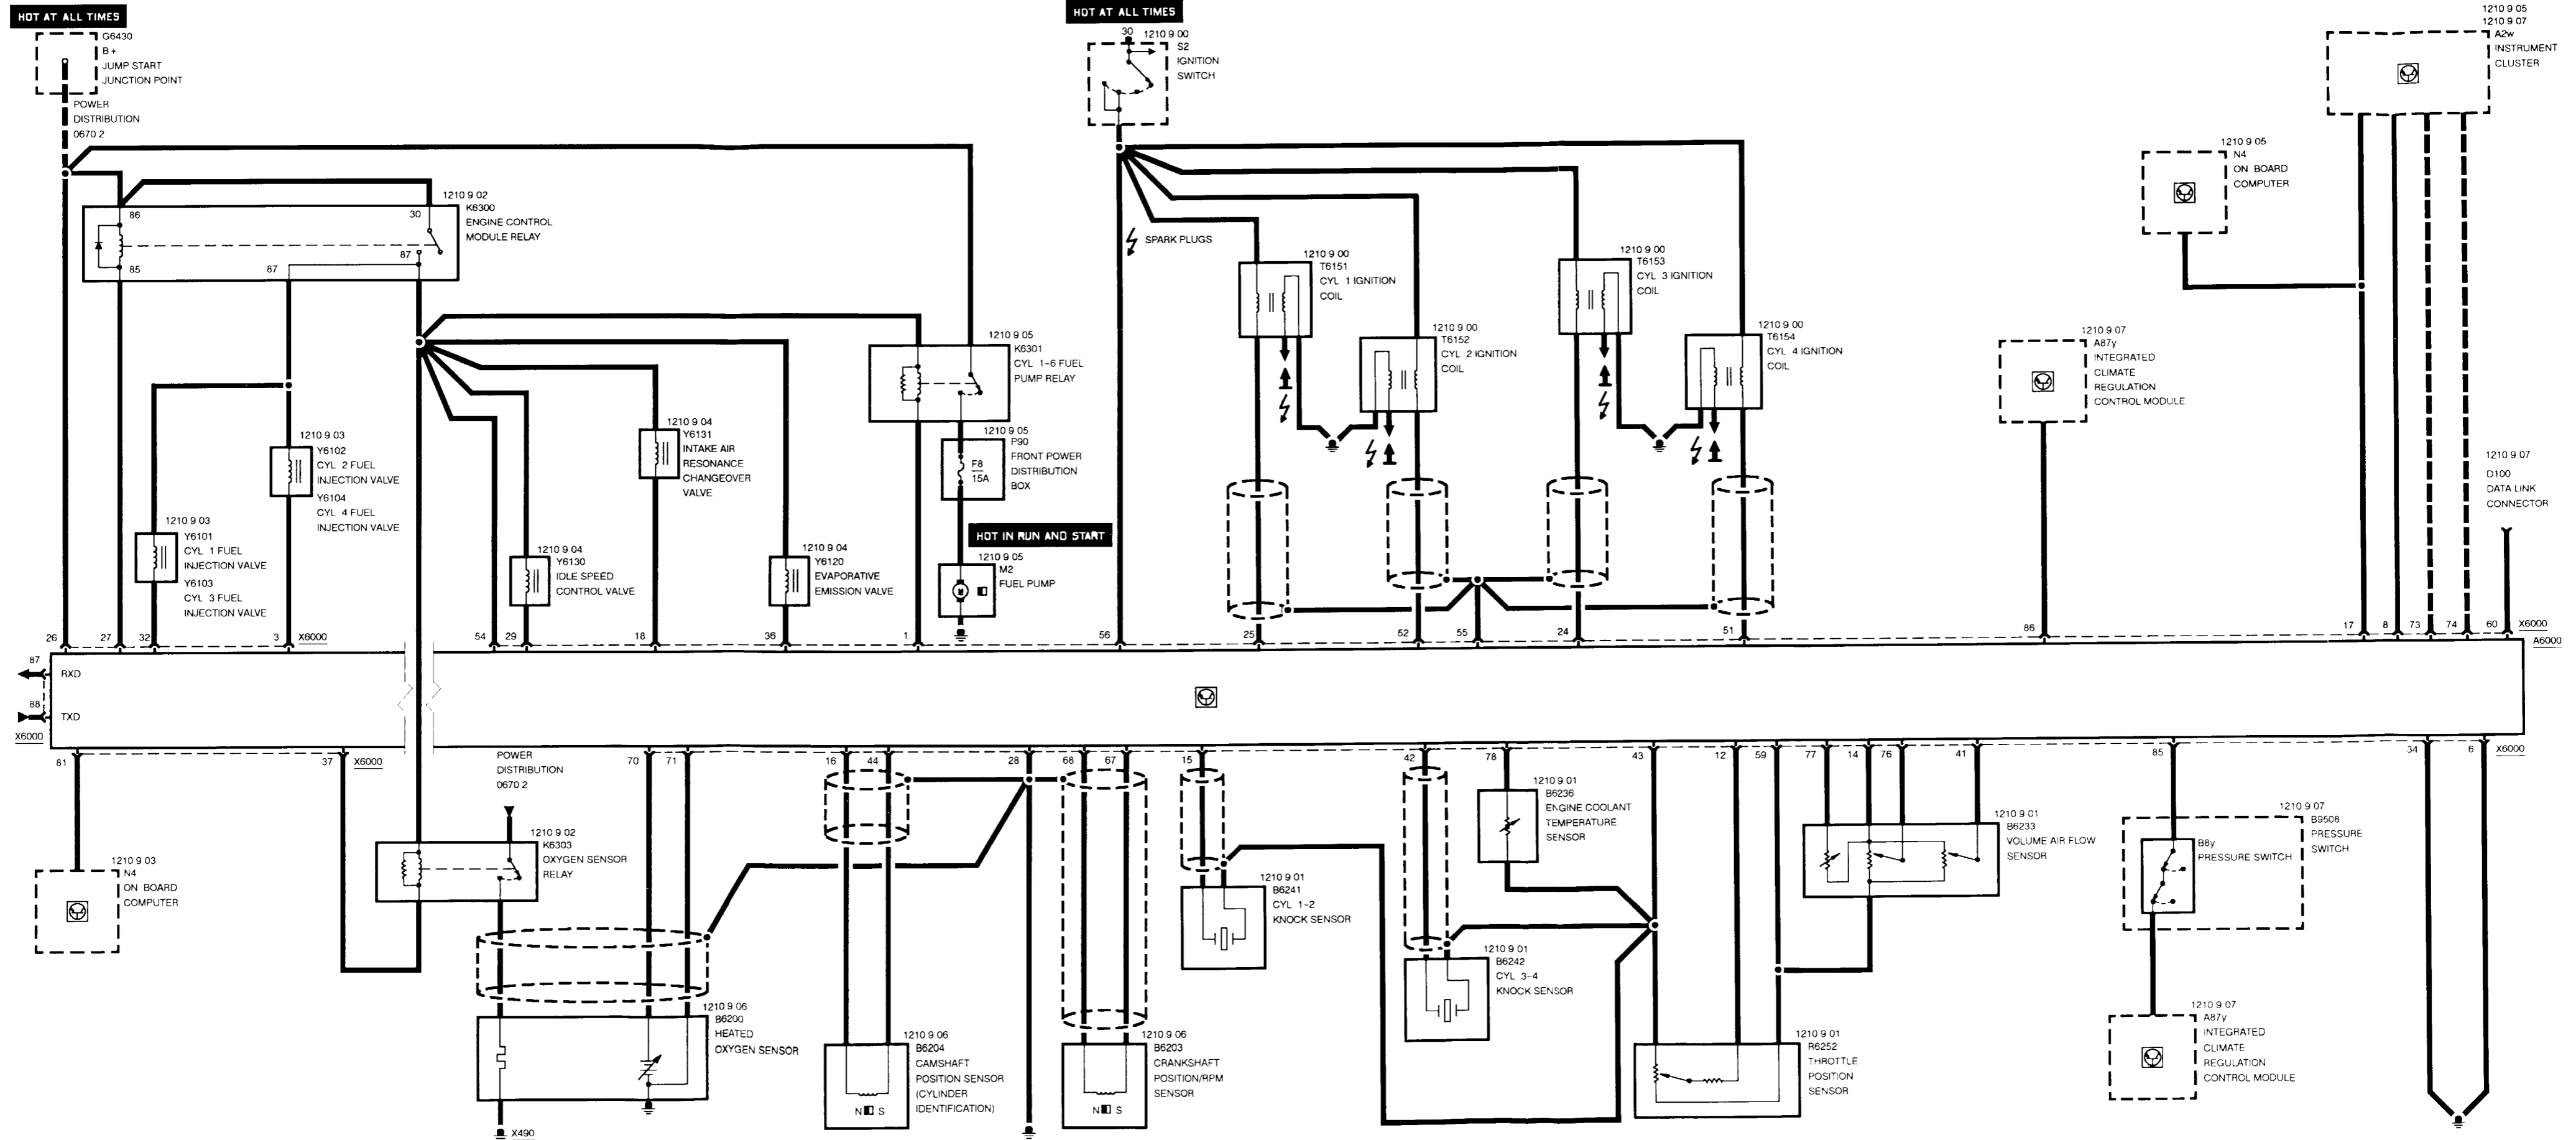 HOT AT ALL TIMES
G6430
B +
JUMP START
JUNCTION POINT
POWER
DISTRIBUTION
0670 2
HOT AT ALL TIMES
30
1210 9 00
S2
IGNITION
SWITCH
1210 9 05
1210 9 07
A2w
INSTRUMENT
CLUSTER
1210 9 05
N4
ON BOARD
COMPUTER
86
30
87
85
87
1210 9 02
K6300
ENGINE CONTROL
MODULE RELAY
SPARK PLUGS
1210 9 00
T6151
CYL 1 IGNITION
COIL
1210 9 00
T6152
CYL 2 IGNITION
COIL
1210 9 00
T6153
CYL 3 IGNITION
COIL
1210 9 00
T6154
CYL 4 IGNITION
COIL
1210 9 07
A87y
INTEGRATED
CLIMATE
REGULATION
CONTROL MODULE
1210 9 07
D100
DATA LINK
CONNECTOR
1210 9 05
K6301
CYL 1-6 FUEL
PUMP RELAY
1210 9 05
P90
FRONT POWER
DISTRIBUTION
BOX
F8
15A
HOT IN RUN AND START
1210 9 05
M2
FUEL PUMP
M
1210 9 03
Y6102
CYL 2 FUEL
INJECTION VALVE
Y6104
CYL 4 FUEL
INJECTION VALVE
1210 9 03
Y6101
CYL 1 FUEL
INJECTION VALVE
Y6103
CYL 3 FUEL
INJECTION VALVE
1210 9 04
Y6131
INTAKE AIR
RESONANCE
CHANGEOVER
VALVE
1210 9 04
Y6130
IDLE SPEED
CONTROL VALVE
1210 9 04
Y6120
EVAPORATIVE
EMISSION VALVE
26
27
32
3
X6000
54
29
18
36
1
56
25
52
55
24
51
86
17
8
73
74
60
X6000
A6000
87
RXD
88
TXD
X6000
81
37
X6000
70
71
16
44
28
68
67
15
42
78
43
12
59
77
14
76
41
85
34
6
X6000
POWER
DISTRIBUTION
0670 2
1210 9 03
N4
ON BOARD
COMPUTER
1210 9 02
K6303
OXYGEN SENSOR
RELAY
1210 9 06
B6200
HEATED
OXYGEN SENSOR
X490
1210 9 06
B6204
CAMSHAFT
POSITION SENSOR
(CYLINDER
IDENTIFICATION)
N S
1210 9 06
B6203
CRANKSHAFT
POSITION/RPM
SENSOR
N S
1210 9 01
B6241
CYL 1-2
KNOCK SENSOR
1210 9 01
B6242
CYL 3-4
KNOCK SENSOR
1210 9 01
B6236
ENGINE COOLANT
TEMPERATURE
SENSOR
1210 9 01
R6252
THROTTLE
POSITION
SENSOR
1210 9 01
B6233
VOLUME AIR FLOW
SENSOR
1210 9 07
B9508
PRESSURE
SWITCH
B8y
PRESSURE SWITCH
1210 9 07
A87y
INTEGRATED
CLIMATE
REGULATION
CONTROL MODULE